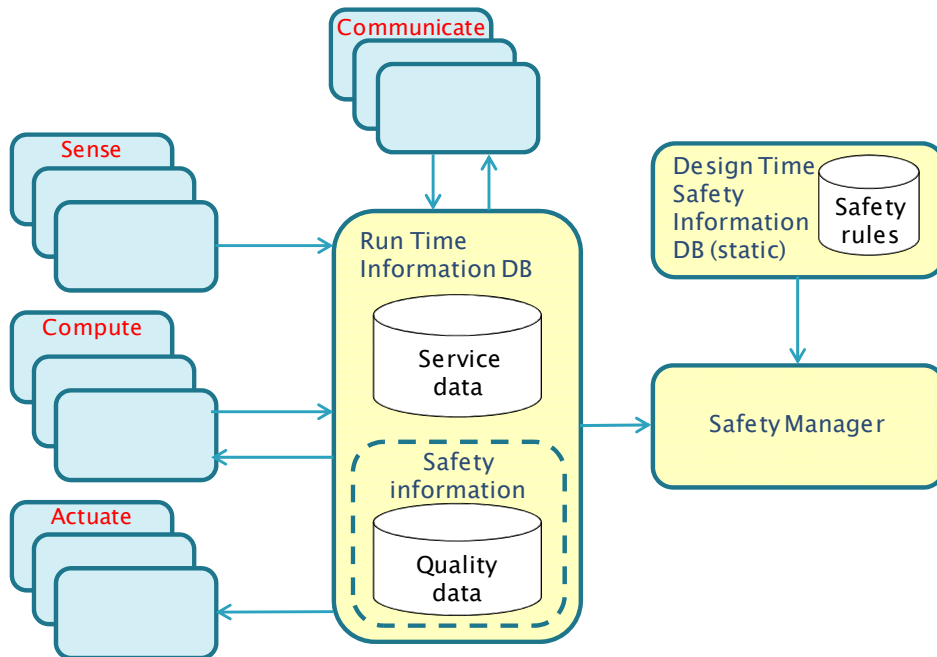 Communicate
Sense
Design Time
Safety
Information
DB (static)
Safety
rules
Run Time
Information DB
Compute
Service
data
Safety Manager
Safety
information
Actuate
Quality
data